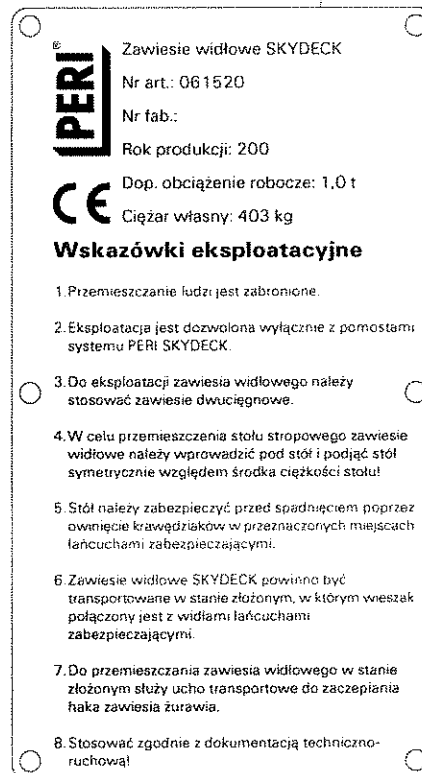 PERI®
Zawiesie widłowe SKYDECK
Nr art.: 061520
Nr fab.:
Rok produkcji: 200
Dop. obciążenie robocze: 1,0 t
CE
Ciężar własny: 403 kg
Wskazówki eksploatacyjne
1.Przemieszczanie ludzi jest zabronione.
2.Eksploatacja jest dozwolona wyłącznie z pomostami
systemu PERI SKYDECK.
3.Do eksploatacji zawiesia widłowego należy
stosować zawiesie dwucięgnowe.
4.W celu przemieszczenia stołu stropowego zawiesie
widłowe należy wprowadzić pod stół i podjąć stół
symetrycznie względem środka ciężkości stołu!
5.Stół należy zabezpieczyć przed spadnięciem poprzez
owinięcie krawędziaków w przeznaczonych miejscach
łańcuchami zabezpieczającymi.
6.Zawiesie widłowe SKYDECK powinno być
transportowane w stanie złożonym, w którym wieszak
połączony jest z widłami łańcuchami
zabezpieczającymi.
7.Do przemieszczania zawiesia widłowego w stanie
złożonym służy ucho transportowe do zaczepiania
haka zawiesia żurawia.
8.Stosować zgodnie z dokumentacją techniczno-
ruchową!